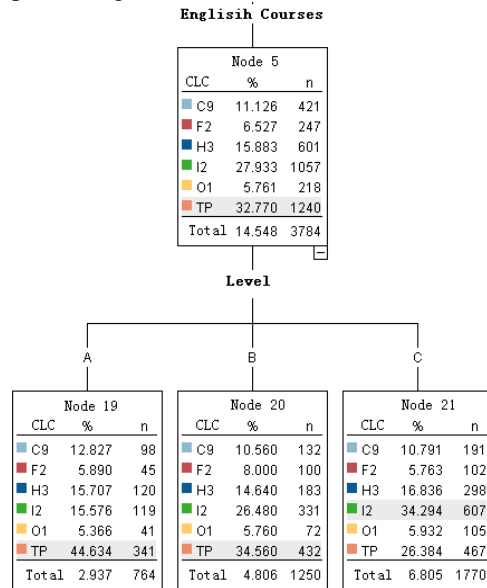 Englisih Courses
Node 5
CLC % n
C9 11.126 421
F2 6.527 247
H3 15.883 601
I2 27.933 1057
O1 5.761 218
TP 32.770 1240
Total 14.548 3784
Level
A B C
Node 19
CLC % n
C9 12.827 98
F2 5.890 45
H3 15.707 120
I2 15.576 119
O1 5.366 41
TP 44.634 341
Total 2.937 764
Node 20
CLC % n
C9 10.560 132
F2 8.000 100
H3 14.640 183
I2 26.480 331
O1 5.760 72
TP 34.560 432
Total 4.806 1250
Node 21
CLC % n
C9 10.791 191
F2 5.763 102
H3 16.836 298
I2 34.294 607
O1 5.932 105
TP 26.384 467
Total 6.805 1770